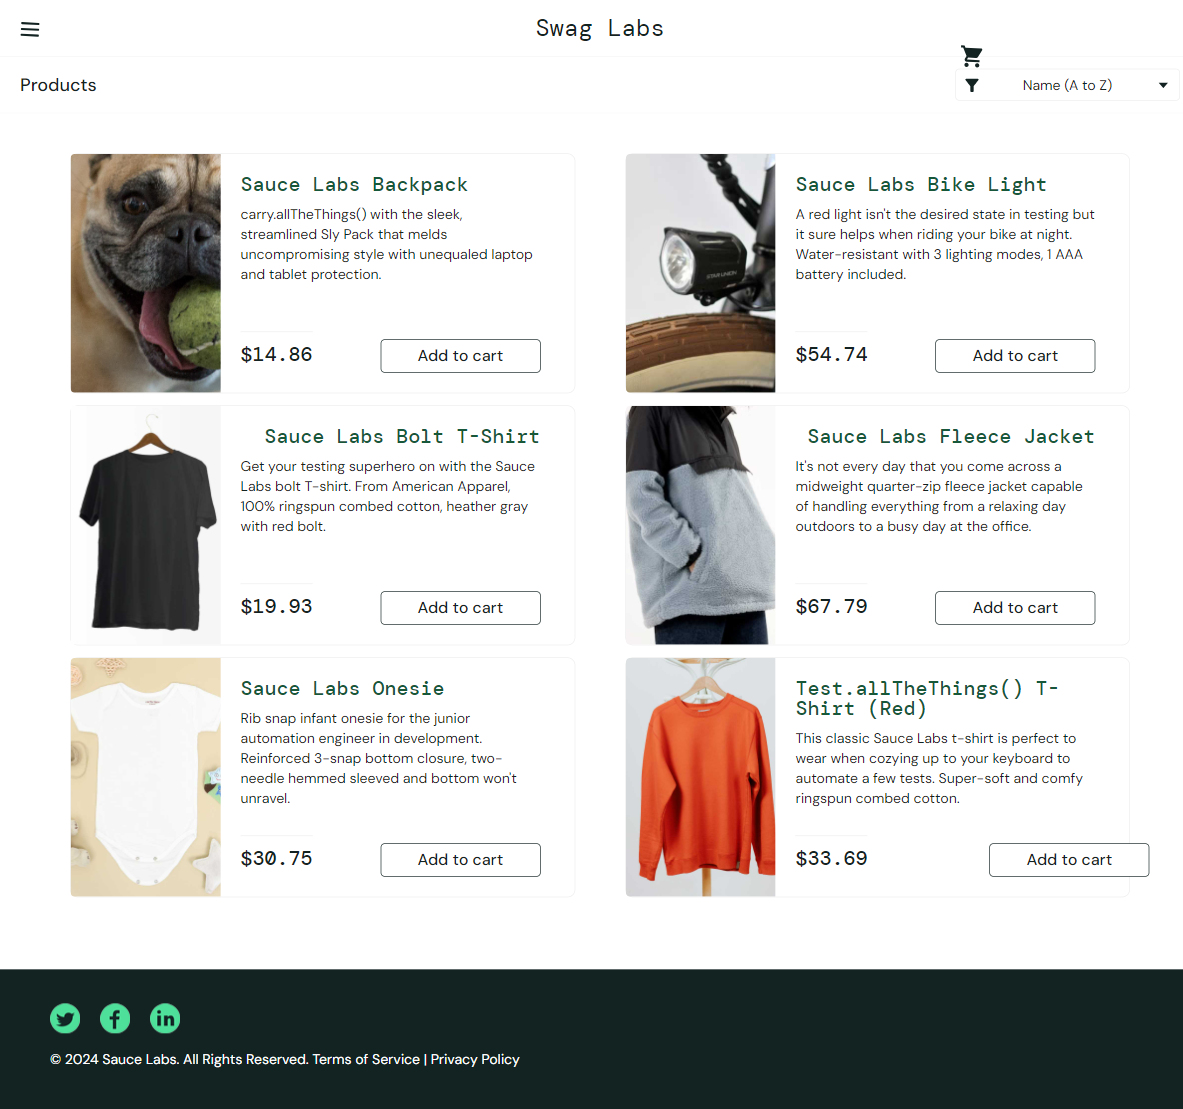 Swag Labs
Products
Name (A to Z)
Sauce Labs Backpack
carry.allTheThings() with the sleek,
streamlined Sly Pack that melds
uncompromising style with unequaled laptop
and tablet protection.
$14.86
Add to cart
Sauce Labs Bike Light
A red light isn't the desired state in testing but
it sure helps when riding your bike at night.
Water-resistant with 3 lighting modes, 1 AAA
battery included.
$54.74
Add to cart
STAR UNION
Sauce Labs Bolt T-Shirt
Get your testing superhero on with the Sauce
Labs bolt T-shirt. From American Apparel,
100% ringspun combed cotton, heather gray
with red bolt.
$19.93
Add to cart
Sauce Labs Fleece Jacket
It's not every day that you come across a
midweight quarter-zip fleece jacket capable
of handling everything from a relaxing day
outdoors to a busy day at the office.
$67.79
Add to cart
Sauce Labs Onesie
Rib snap infant onesie for the junior
automation engineer in development.
Reinforced 3-snap bottom closure, two-
needle hemmed sleeved and bottom won't
unravel.
$30.75
Add to cart
Test.allTheThings() T-
Shirt (Red)
This classic Sauce Labs t-shirt is perfect to
wear when cozying up to your keyboard to
automate a few tests. Super-soft and comfy
ringspun combed cotton.
$33.69
Add to cart
© 2024 Sauce Labs. All Rights Reserved. Terms of Service | Privacy Policy